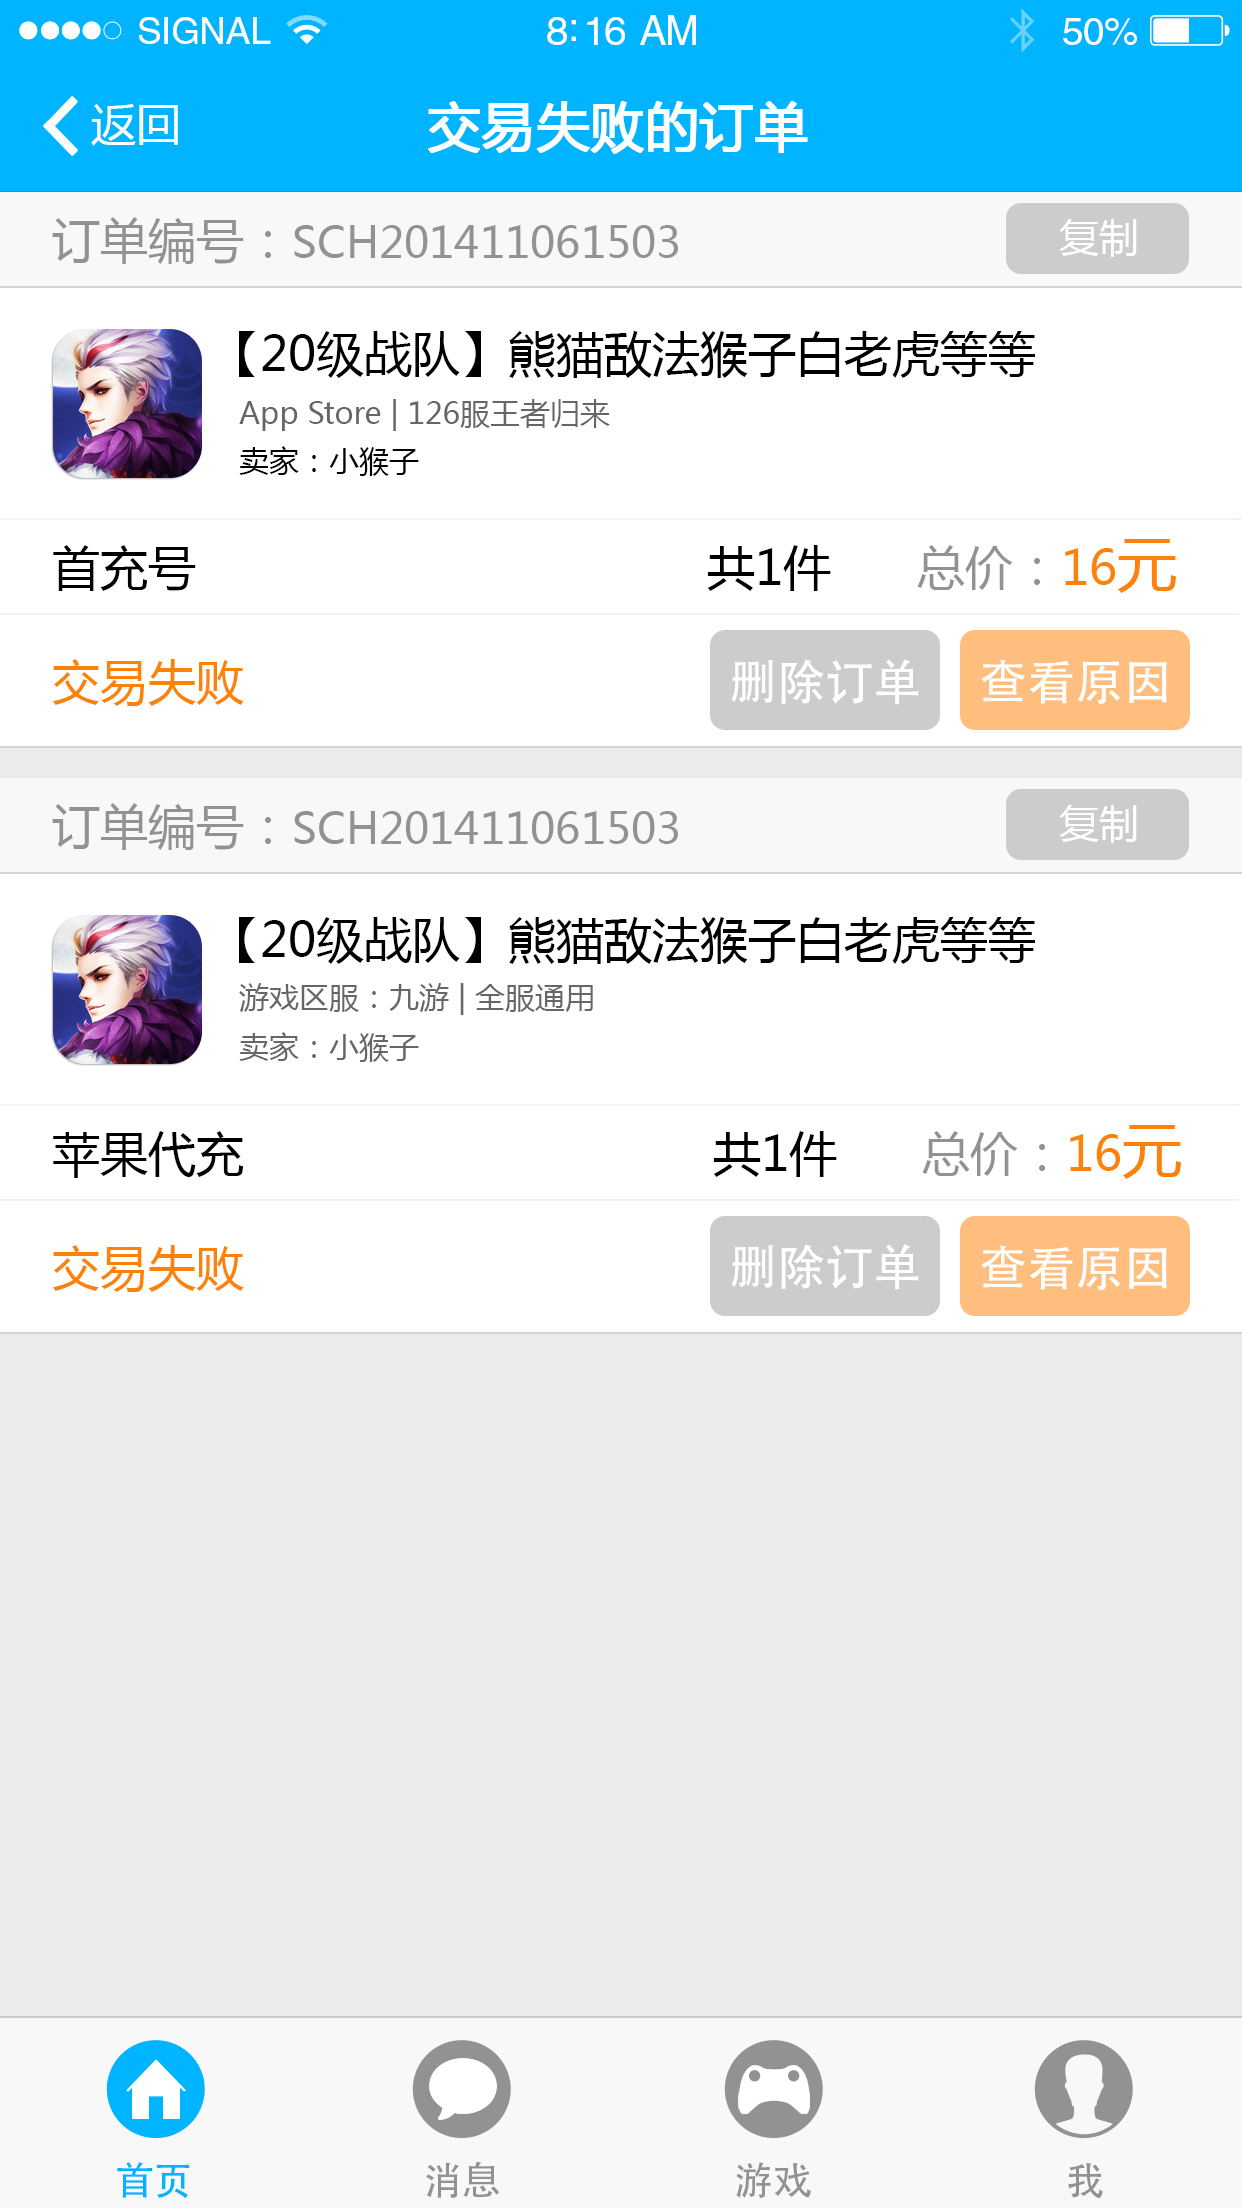 SIGNAL 8:16 AM 50%
返回 交易失败的订单
订单编号：SCH201411061503 复制
【20级战队】熊猫敌法猴子白老虎等等
App Store | 126服王者归来
卖家：小猴子
首充号 共1件 总价：16元
交易失败 删除订单 查看原因
订单编号：SCH201411061503 复制
【20级战队】熊猫敌法猴子白老虎等等
游戏区服：九游 | 全服通用
卖家：小猴子
苹果代充 共1件 总价：16元
交易失败 删除订单 查看原因
首页 消息 游戏 我